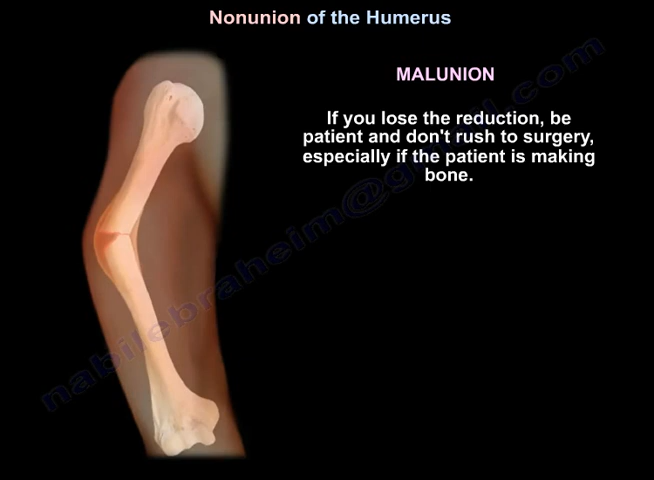 Nonunion of the Humerus
MALUNION
If you lose the reduction, be
patient and don't rush to surgery,
especially if the patient is making
bone.
nabilebraheim@gmail.com